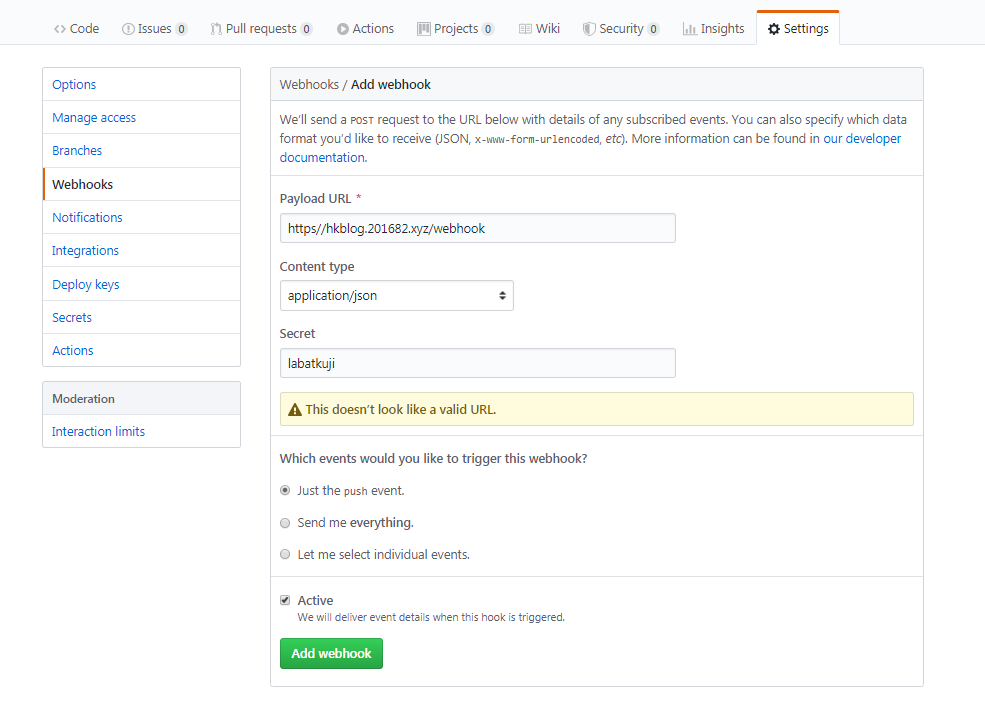 Code Issues 0 Pull requests 0 Actions Projects 0 Wiki Security 0 Insights Settings
Options
Manage access
Branches
Webhooks
Notifications
Integrations
Deploy keys
Secrets
Actions
Moderation
Interaction limits
Webhooks / Add webhook
We'll send a POST request to the URL below with details of any subscribed events. You can also specify which data
format you'd like to receive (JSON, x-www-form-urlencoded, etc). More information can be found in our developer
documentation.
Payload URL *
https//hkblog.201682.xyz/webhook
Content type
application/json
Secret
labatkuji
This doesn't look like a valid URL.
Which events would you like to trigger this webhook?
Just the push event.
Send me everything.
Let me select individual events.
Active
We will deliver event details when this hook is triggered.
Add webhook